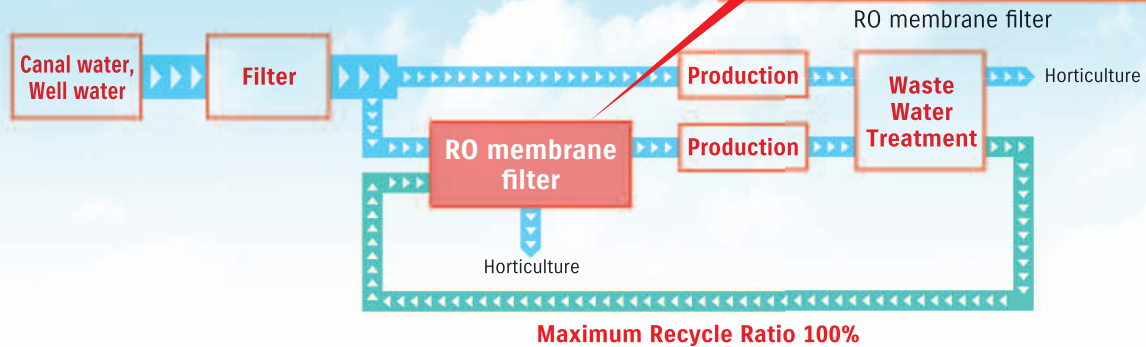 RO membrane filter
Canal water,
Well water
Filter
Production
Waste
Water
Treatment
Horticulture
RO membrane
filter
Production
Horticulture
Maximum Recycle Ratio 100%